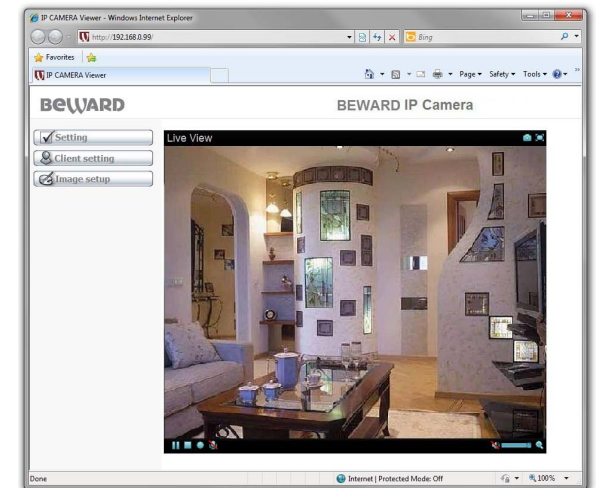 IP CAMERA Viewer - Windows Internet Explorer
http://192.168.0.99/
Bing
Favorites
IP CAMERA Viewer
Page Safety Tools
BEWARD
BEWARD IP Camera
Setting
Client setting
Image setup
Live View
Done
Internet | Protected Mode: Off
100%